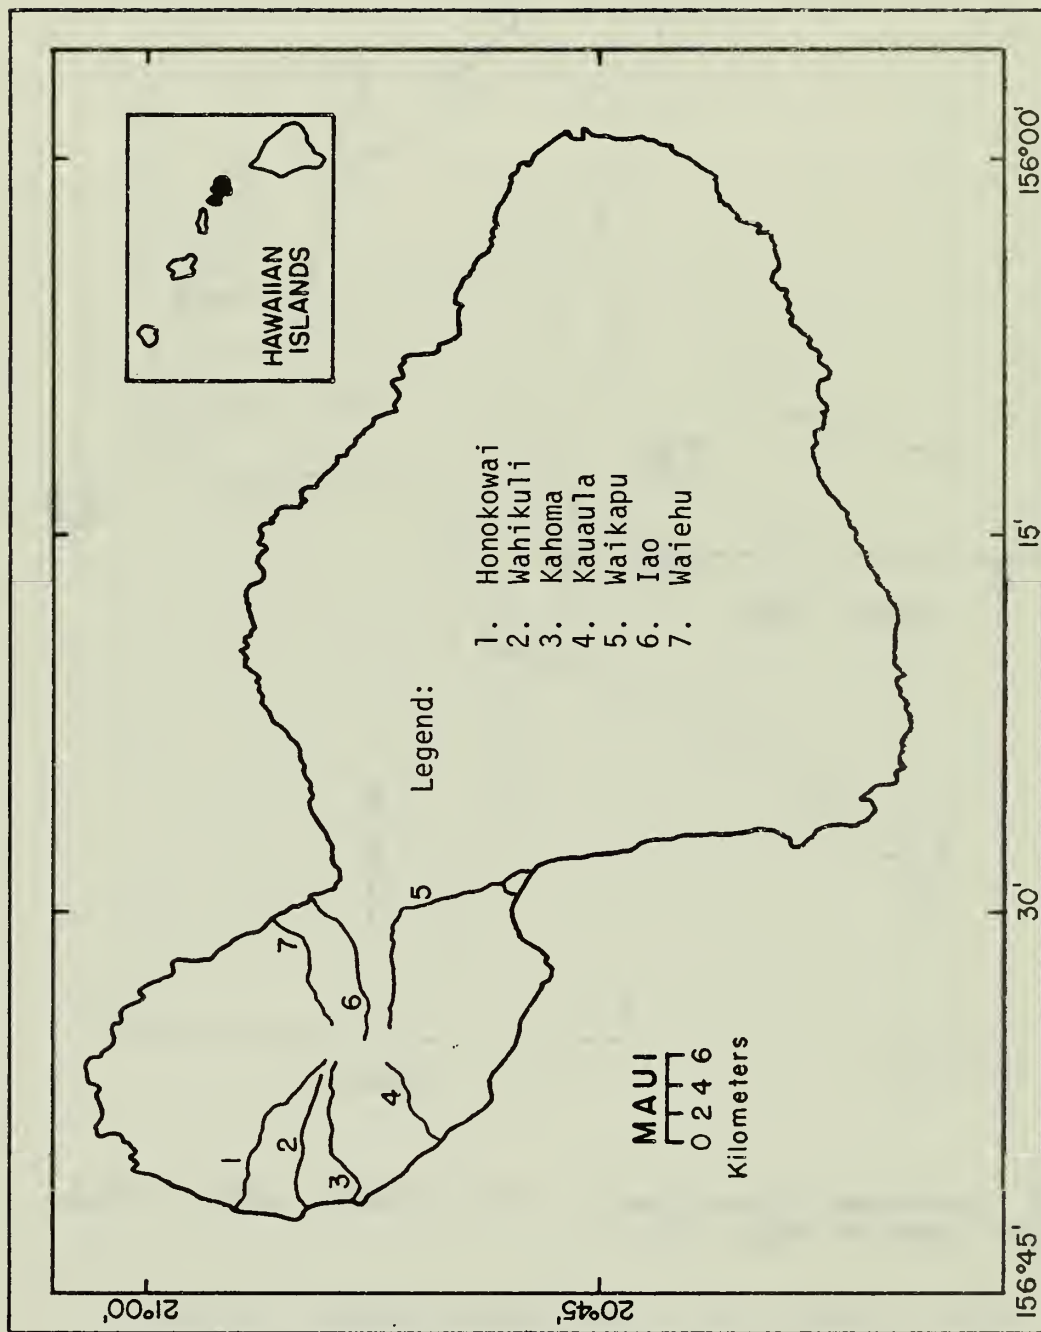 HAWAIIAN
ISLANDS
21°00'
20°45'
1
2
3
4
5
6
7
Legend:
1. Honokowai
2. Wahikuli
3. Kahoma
4. Kauaula
5. Waikapu
6. Iao
7. Waiehu
MAUI
0 2 4 6
Kilometers
156°45'
30'
15'
156°00'